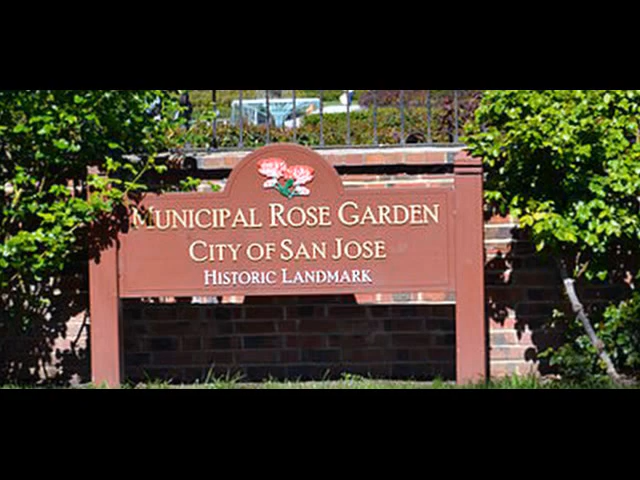 MUNICIPAL ROSE GARDEN
CITY OF SAN JOSE
HISTORIC LANDMARK